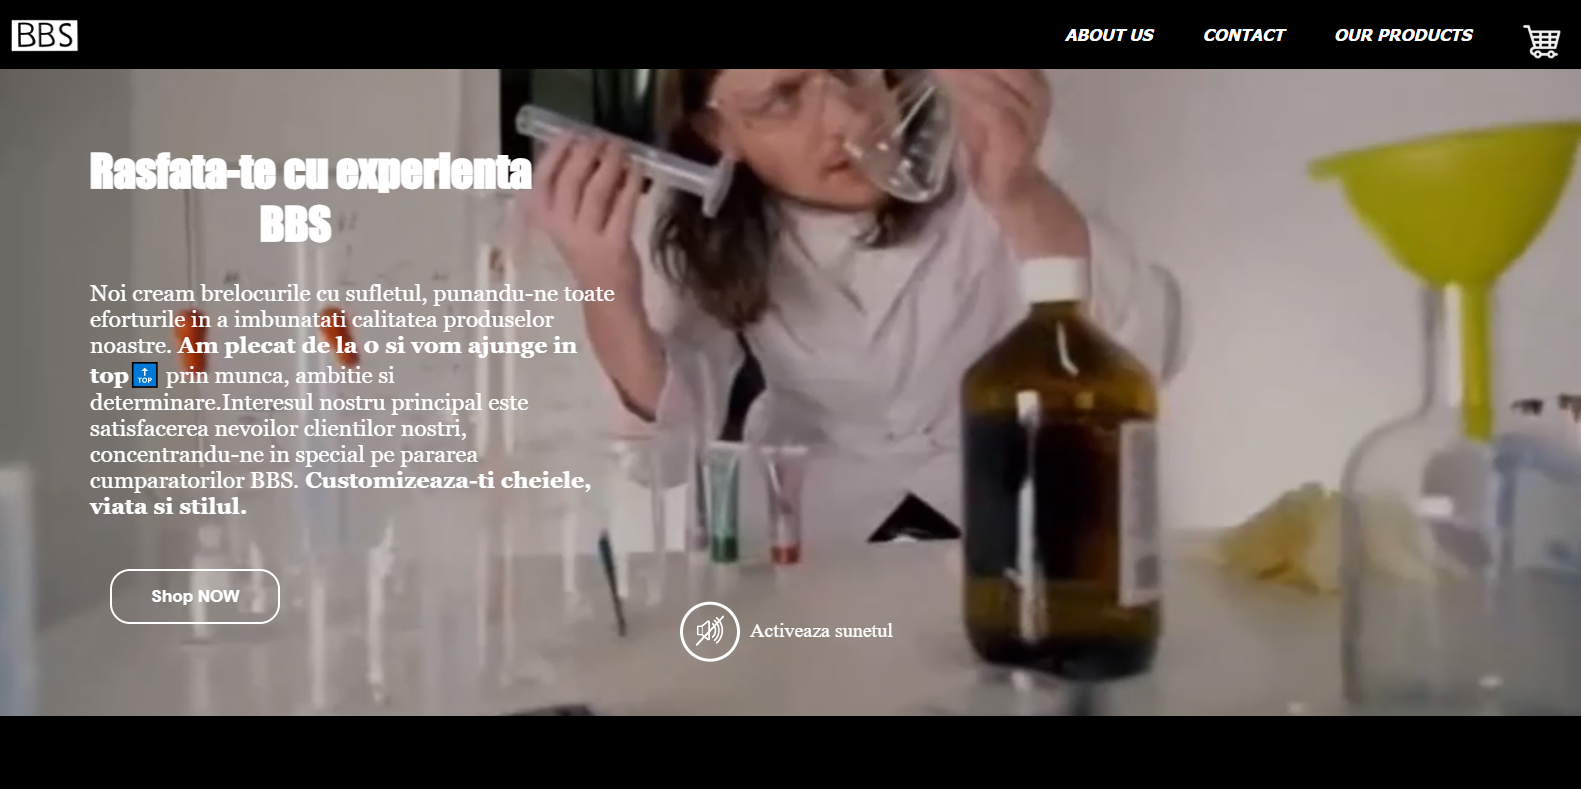 BBS
ABOUT US
CONTACT
OUR PRODUCTS
Rasfata-te cu experienta
BBS
Noi cream brelocurile cu sufletul, punandu-ne toate
eforturile in a imbunatati calitatea produselor
noastre. Am plecat de la 0 si vom ajunge in
top🔝 prin munca, ambitie si
determinare.Interesul nostru principal este
satisfacerea nevoilor clientilor nostri,
concentrandu-ne in special pe pararea
cumparatorilor BBS. Customizeaza-ti cheiele,
viata si stilul.
Shop NOW
Activeaza sunetul